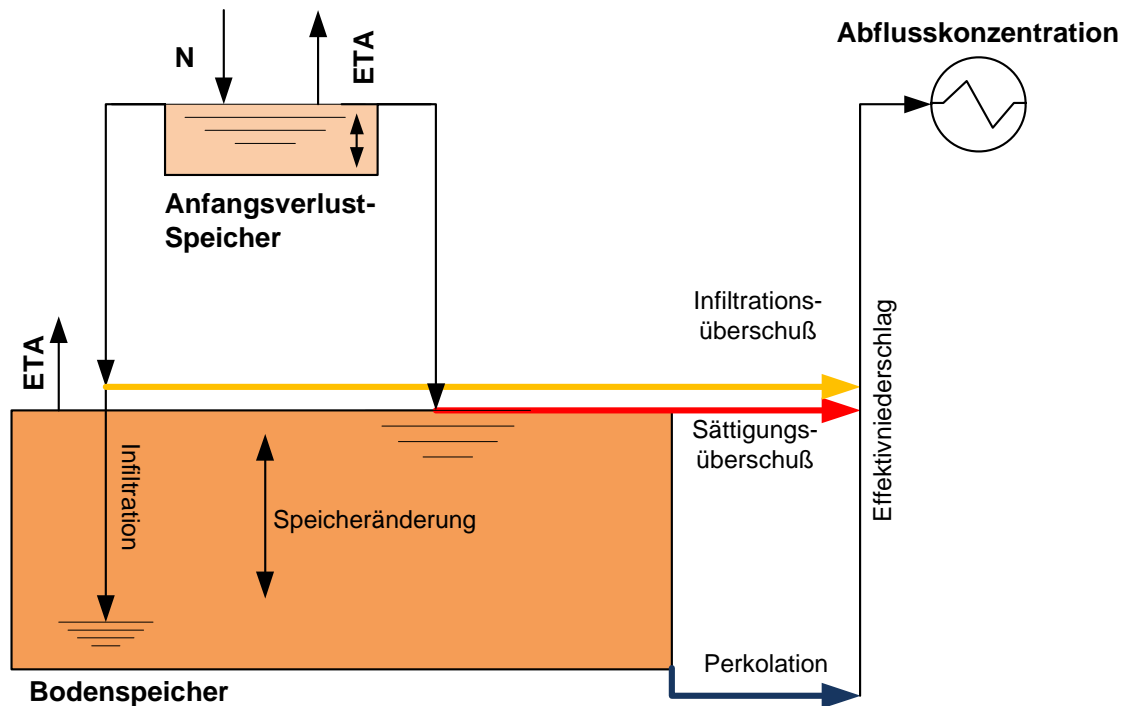 Abflusskonzentration
N
ETA
Anfangsverlust-
Speicher
Infiltrations-
überschuß
ETA
Effektivniederschlag
Sättigungs-
überschuß
Infiltration
Speicheränderung
Perkolation
Bodenspeicher